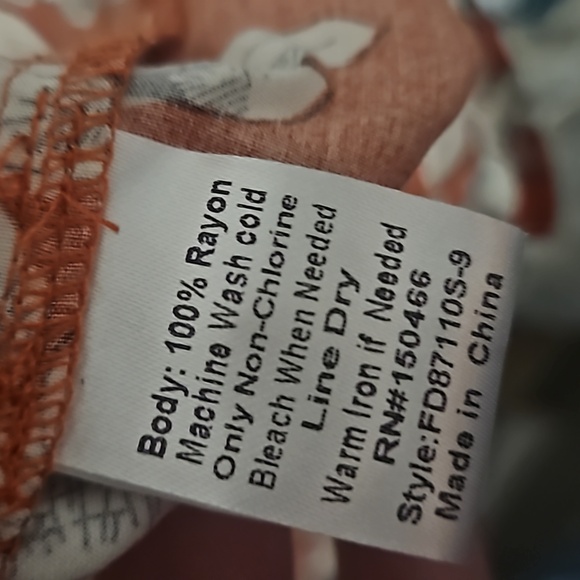 Body: 100% Rayon
Machine Wash cold
Only Non-Chlorine
Bleach When Needed
Line Dry
Warm Iron if Needed
RN#150466
Style:FD87110S-9
Made in China